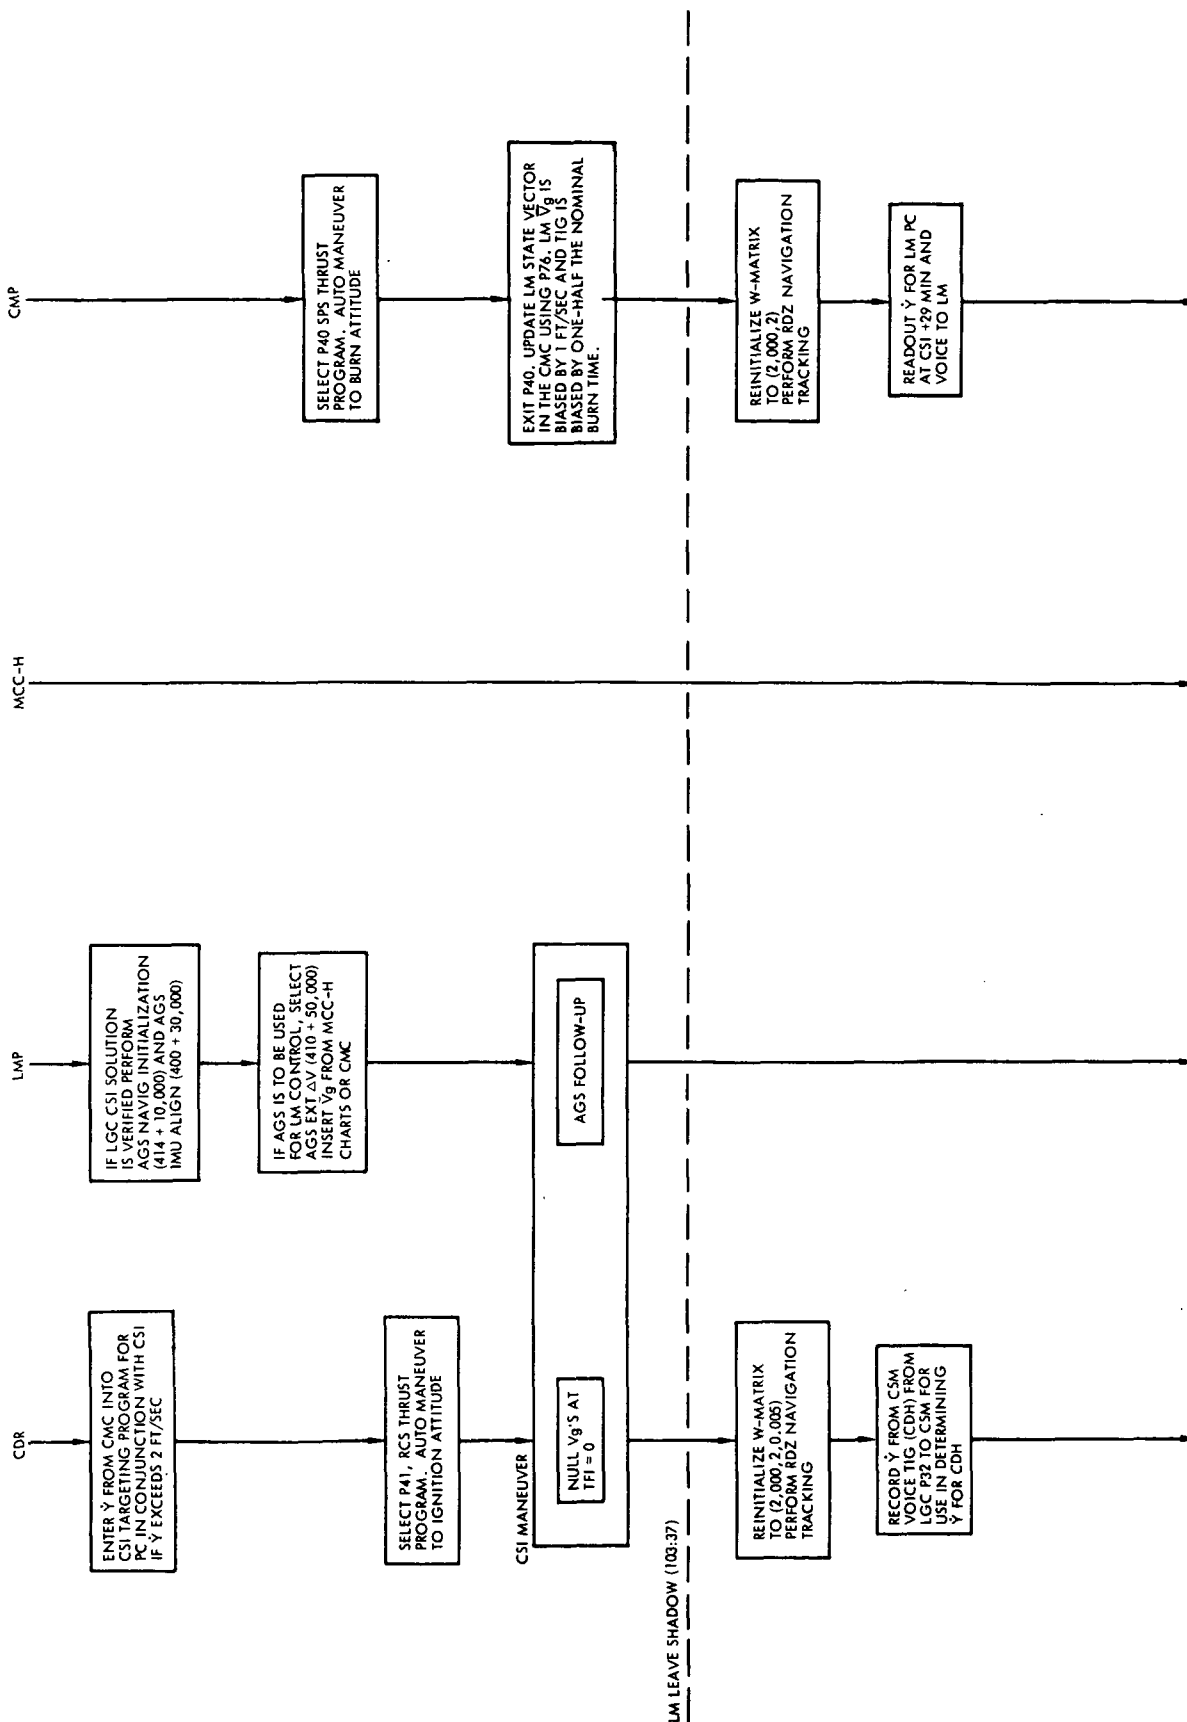 CDR
ENTER Ẏ FROM CMC INTO
CSI TARGETING PROGRAM FOR
PC IN CONJUNCTION WITH CSI
IF Ẏ EXCEEDS 2 FT/SEC
SELECT P41, RCS THRUST
PROGRAM. AUTO MANEUVER
TO IGNITION ATTITUDE
CSI MANEUVER
NULL Vg'S AT
TFI = 0
LM LEAVE SHADOW (103:37)
REINITIALIZE W-MATRIX
TO (2,000,2,0.005)
PERFORM RDZ NAVIGATION
TRACKING
RECORD Ẏ FROM CSM
VOICE TIG (CDH) FROM
LGC P32 TO CSM FOR
USE IN DETERMINING
Ẏ FOR CDH
LMP
IF LGC CSI SOLUTION
IS VERIFIED PERFORM
AGS NAVIG INITIALIZATION
(414 + 10,000) AND AGS
IMU ALIGN (400 + 30,000)
IF AGS IS TO BE USED
FOR LM CONTROL, SELECT
AGS EXT ΔV (410 + 50,000)
INSERT V̄g FROM MCC-H
CHARTS OR CMC
AGS FOLLOW-UP
MCC-H
CMP
SELECT P40 SPS THRUST
PROGRAM. AUTO MANEUVER
TO BURN ATTITUDE
EXIT P40. UPDATE LM STATE VECTOR
IN THE CMC USING P76. LM V̄g IS
BIASED BY 1 FT/SEC AND TIG IS
BIASED BY ONE-HALF THE NOMINAL
BURN TIME.
REINITIALIZE W-MATRIX
TO (2,000,2)
PERFORM RDZ NAVIGATION
TRACKING
READOUT Ẏ FOR LM PC
AT CSI +29 MIN AND
VOICE TO LM